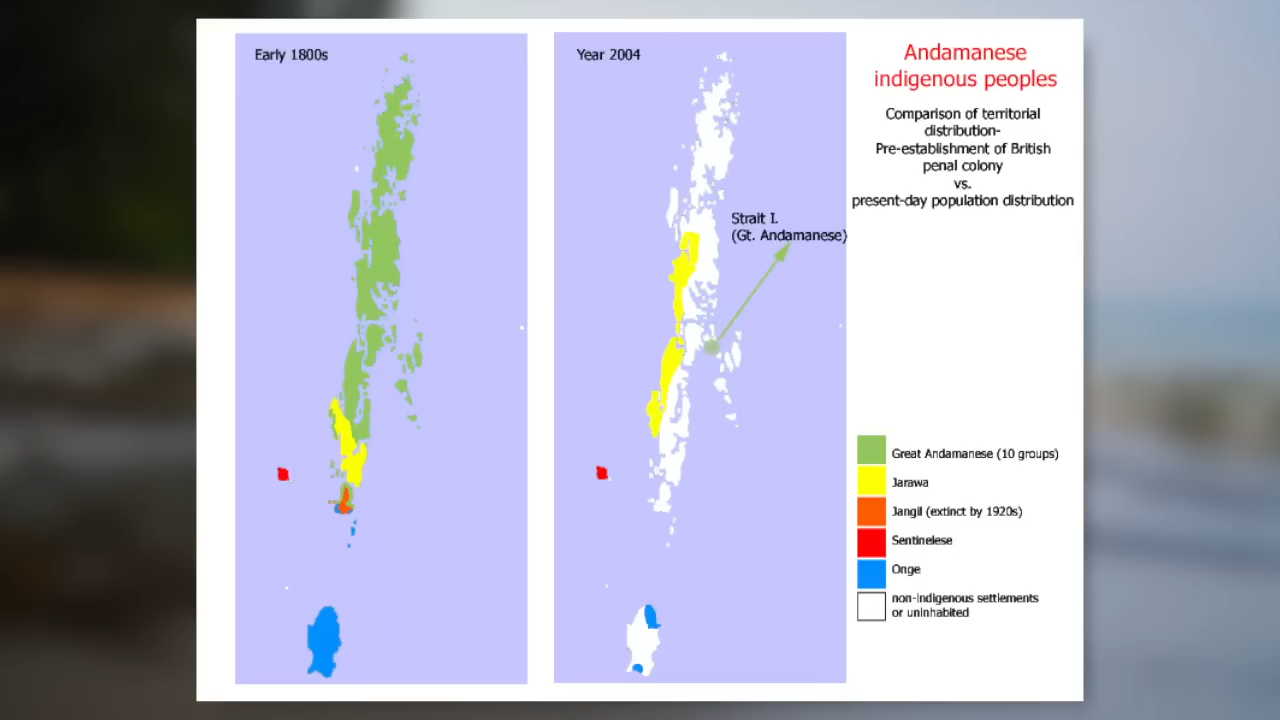 Early 1800s
Year 2004
Andamanese
indigenous peoples
Comparison of territorial
distribution-
Pre-establishment of British
penal colony
vs.
present-day population distribution
Strait I.
(Gt. Andamanese)
Great Andamanese (10 groups)
Jarawa
Jangil (extinct by 1920s)
Sentinelese
Onge
non-indigenous settlements
or uninhabited